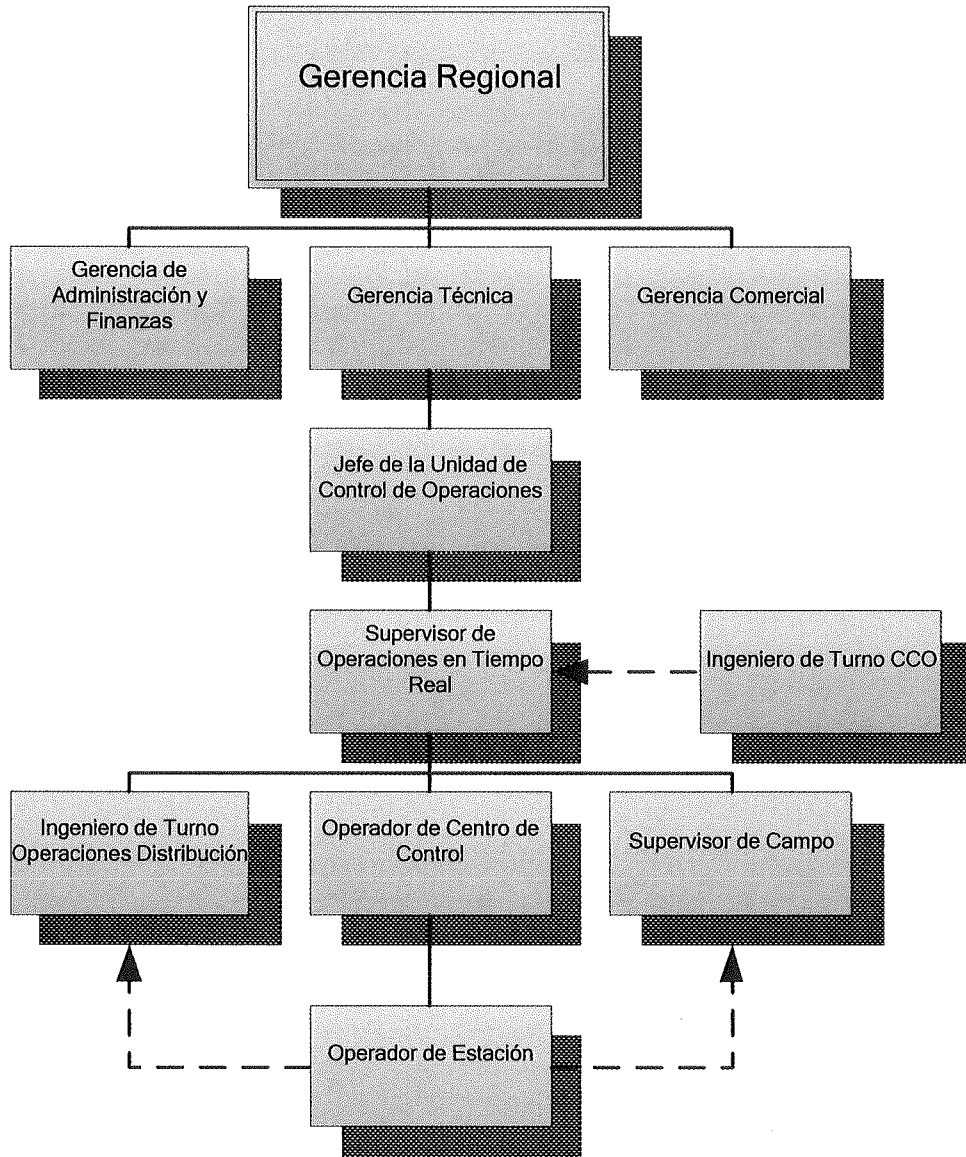 Gerencia Regional
Gerencia de
Administración y
Finanzas
Gerencia Técnica
Gerencia Comercial
Jefe de la Unidad de
Control de Operaciones
Supervisor de
Operaciones en Tiempo
Real
Ingeniero de Turno CCO
Ingeniero de Turno
Operaciones Distribución
Operador de Centro de
Control
Supervisor de Campo
Operador de Estación